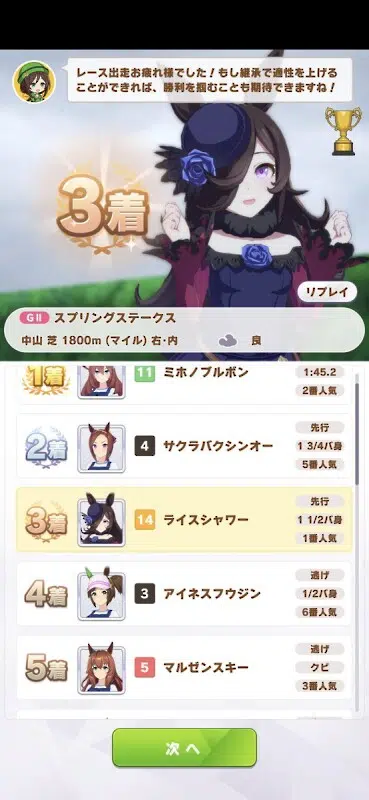 レース出走お疲れ様でした！もし継承で適性を上げる
ことができれば、勝利を掴むことも期待できますね！
3着
リプレイ
GⅡ スプリングステークス
中山 芝 1800m (マイル) 右・内 良
1着 11 ミホノブルボン 1:45.2
2番人気
先行
2着 4 サクラバクシンオー 1 3/4バ身
5番人気
先行
3着 14 ライスシャワー 1 1/2バ身
1番人気
逃げ
4着 3 アイネスフウジン 1/2バ身
6番人気
逃げ
5着 5 マルゼンスキー クビ
3番人気
次へ